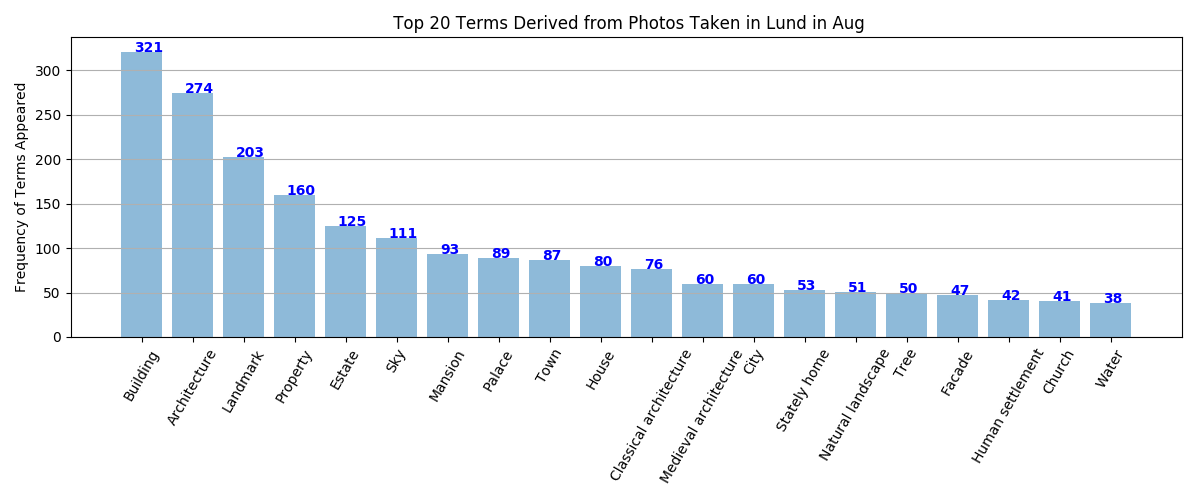 Top 20 Terms Derived from Photos Taken in Lund in Aug
Frequency of Terms Appeared
300
250
200
150
100
50
0
321
274
203
160
125
111
93
89
87
80
76
60
60
53
51
50
47
42
41
38
Building
Architecture
Landmark
Property
Estate
Sky
Mansion
Palace
Town
House
Classical architecture
Medieval architecture
City
Stately home
Natural landscape
Tree
Facade
Human settlement
Church
Water